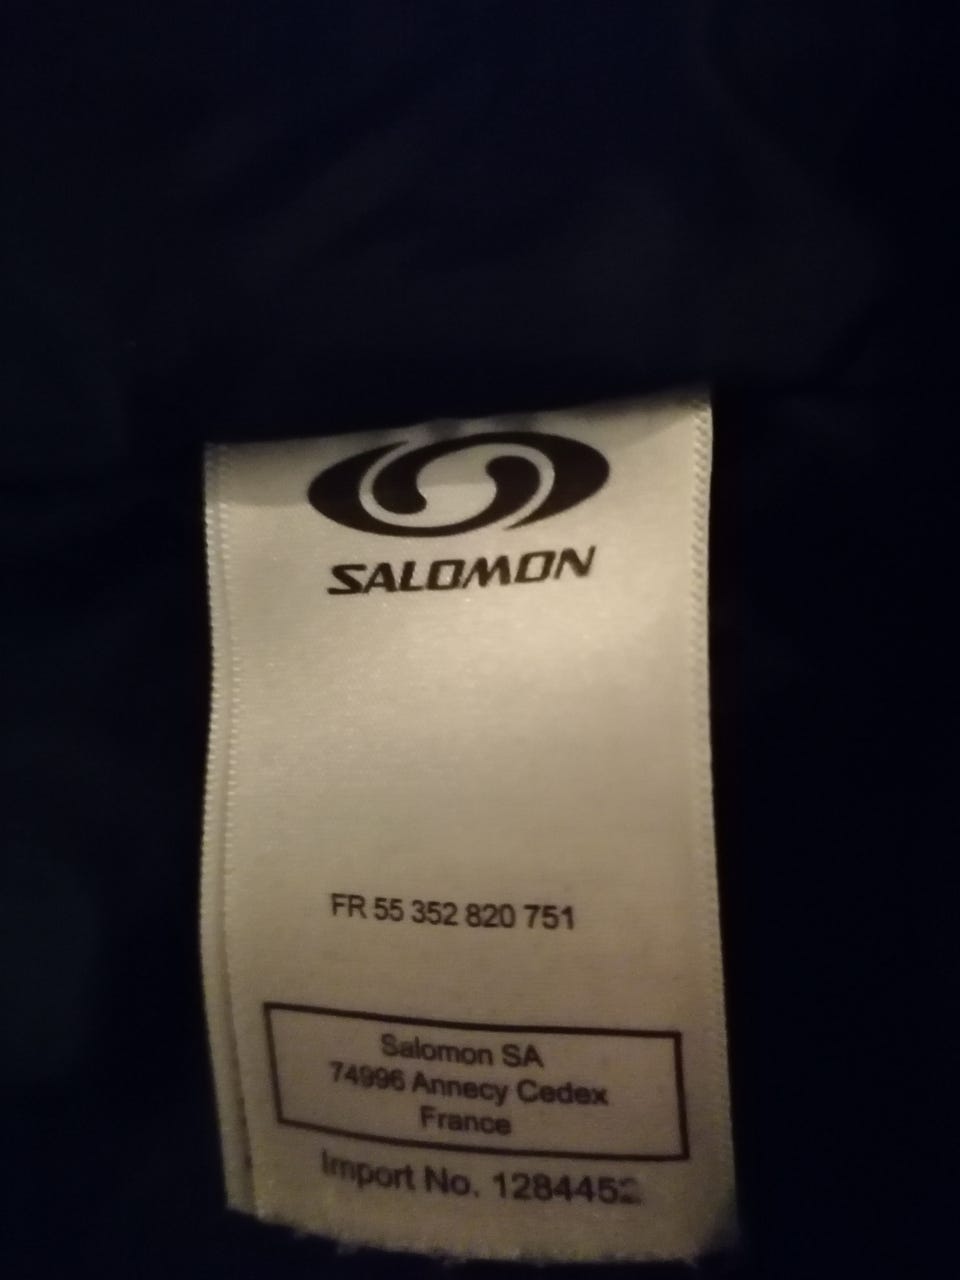 SALOMON
FR 55 352 820 751
Salomon SA
74996 Annecy Cedex
France
Import No. 1284452